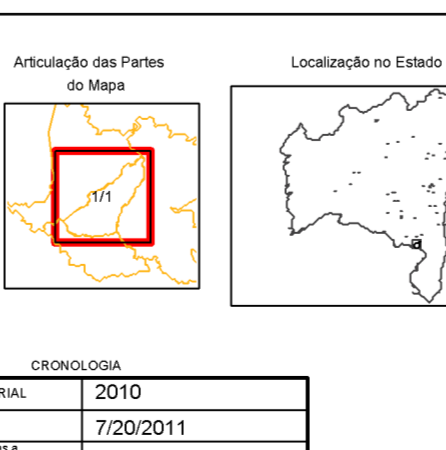 Articulação das Partes
do Mapa
Localização no Estado
1/1
CRONOLOGIA
RIAL 2010
7/20/2011